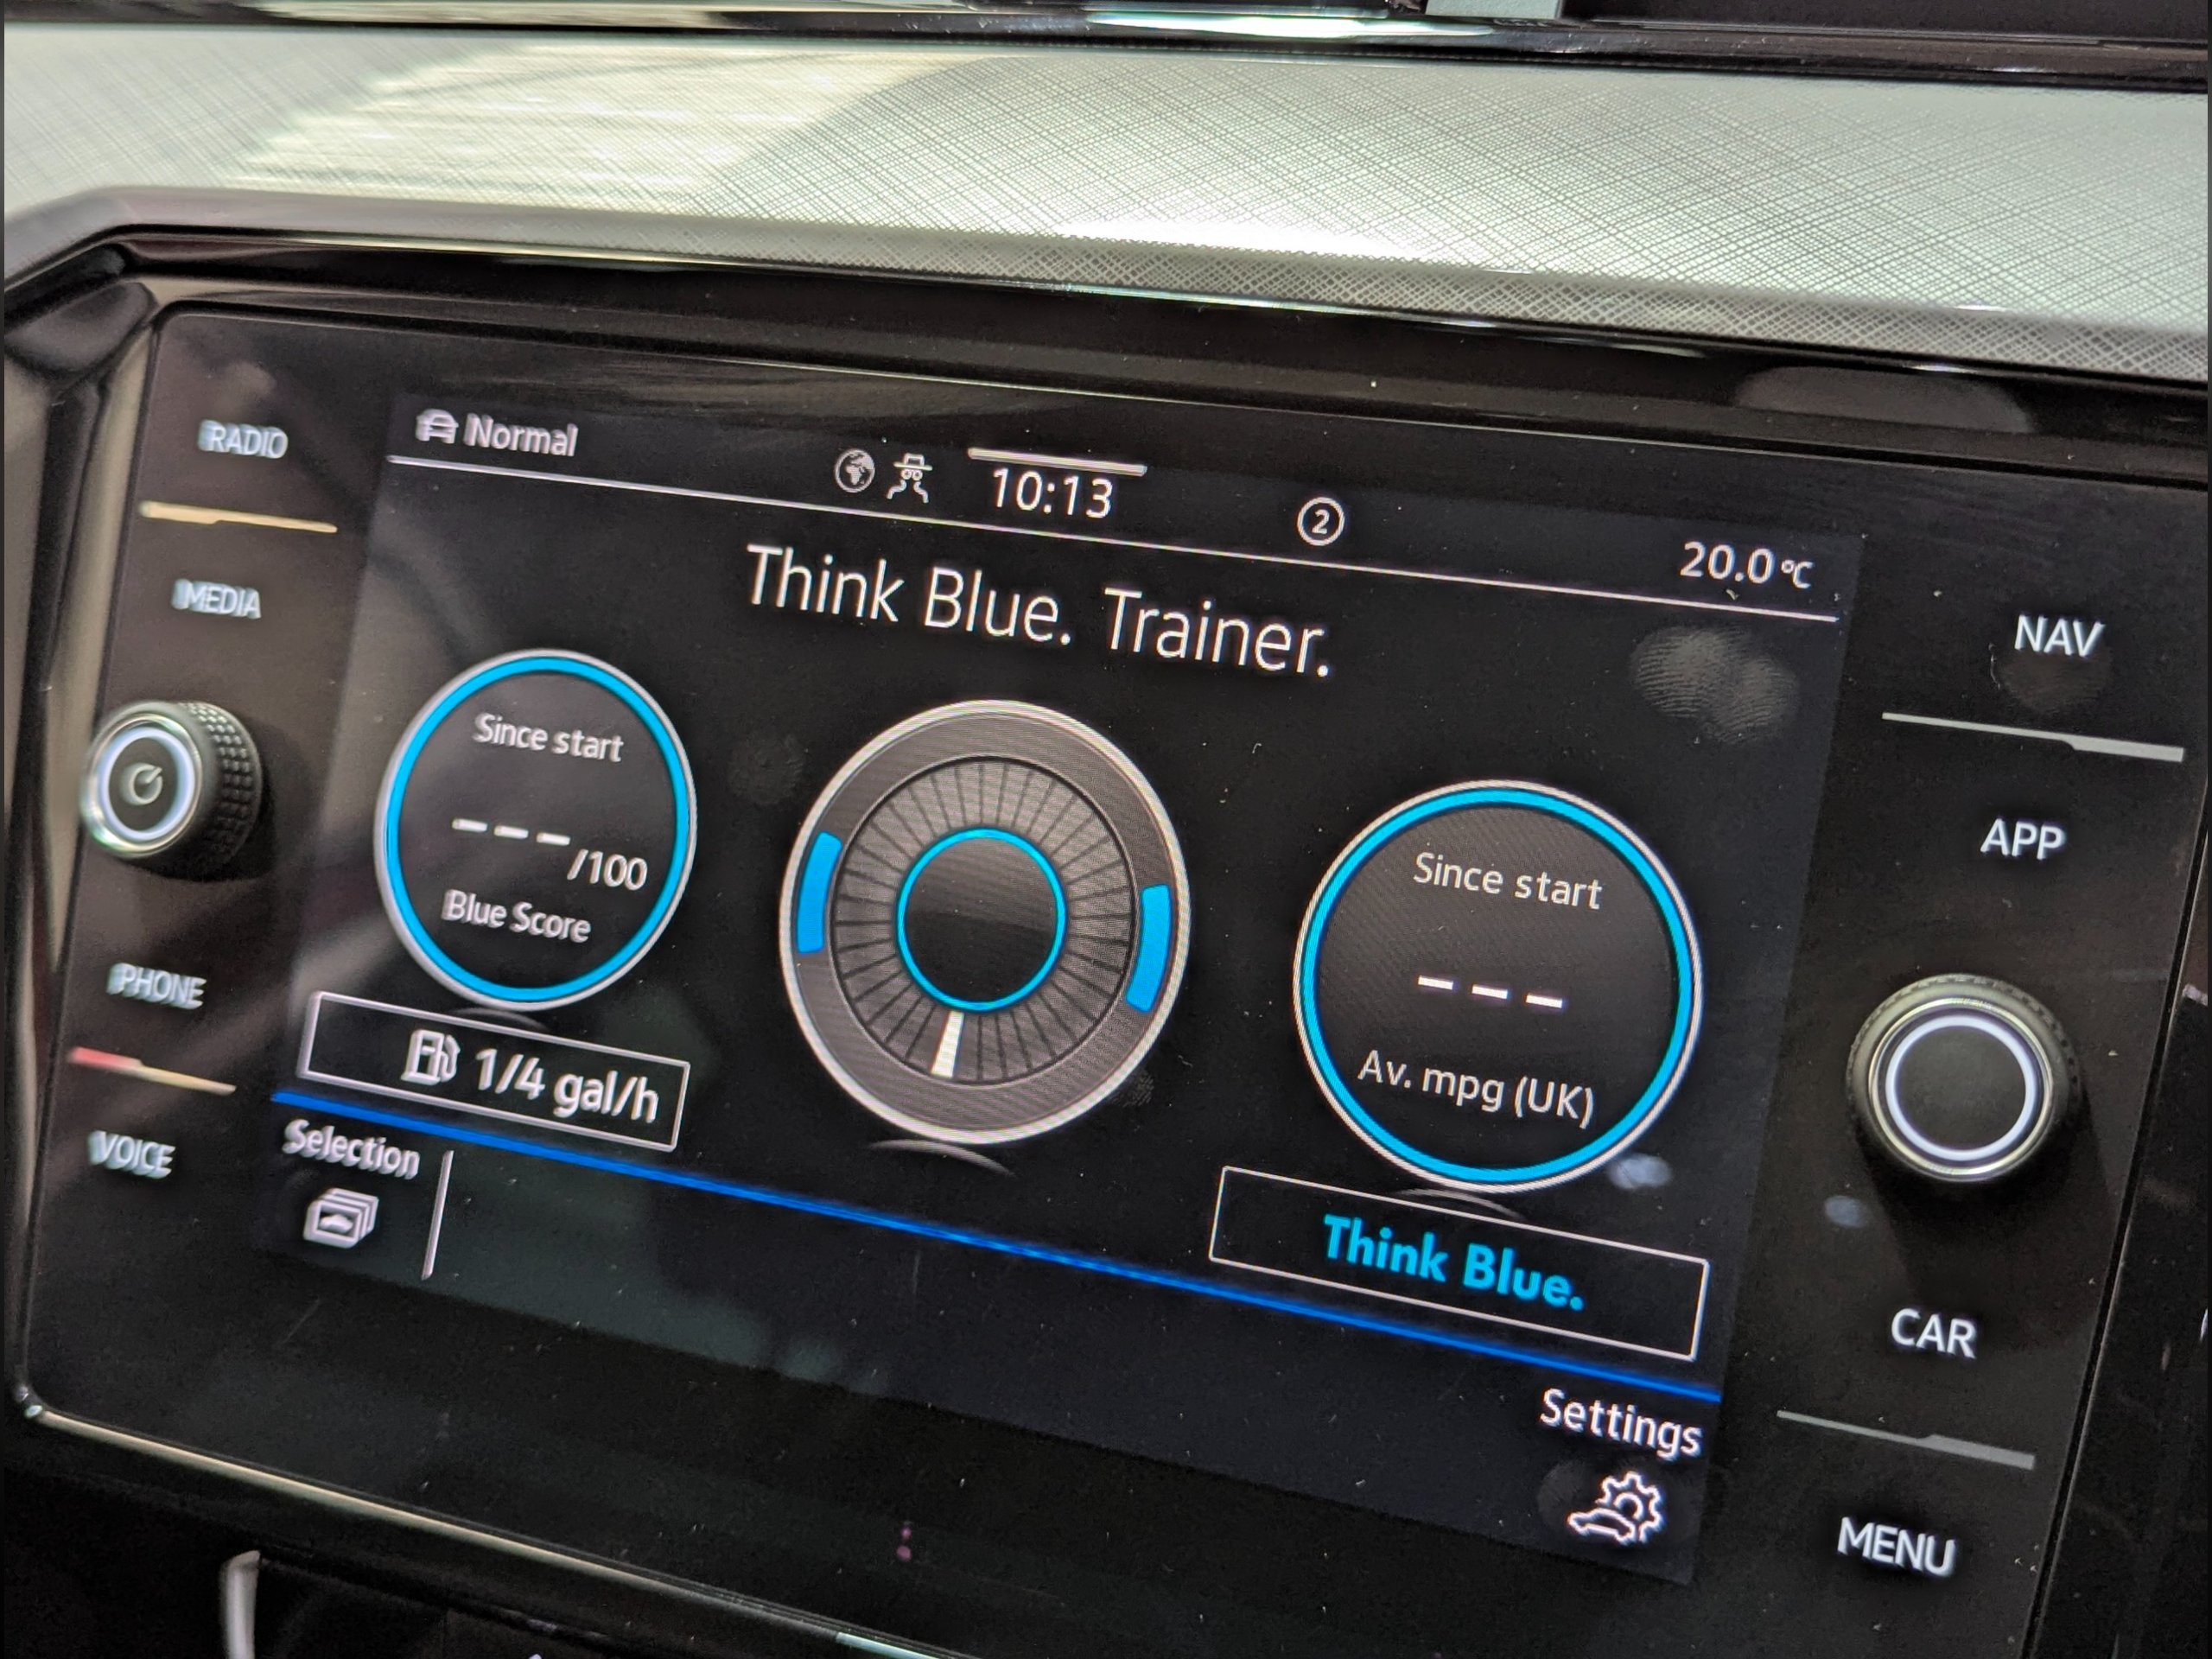 RADIO
MEDIA
PHONE
VOICE
Normal
10:13
2
20.0 °C
Think Blue. Trainer.
Since start
---/100
Blue Score
1/4 gal/h
Since start
---
Av. mpg (UK)
Think Blue.
Selection
Settings
NAV
APP
CAR
MENU